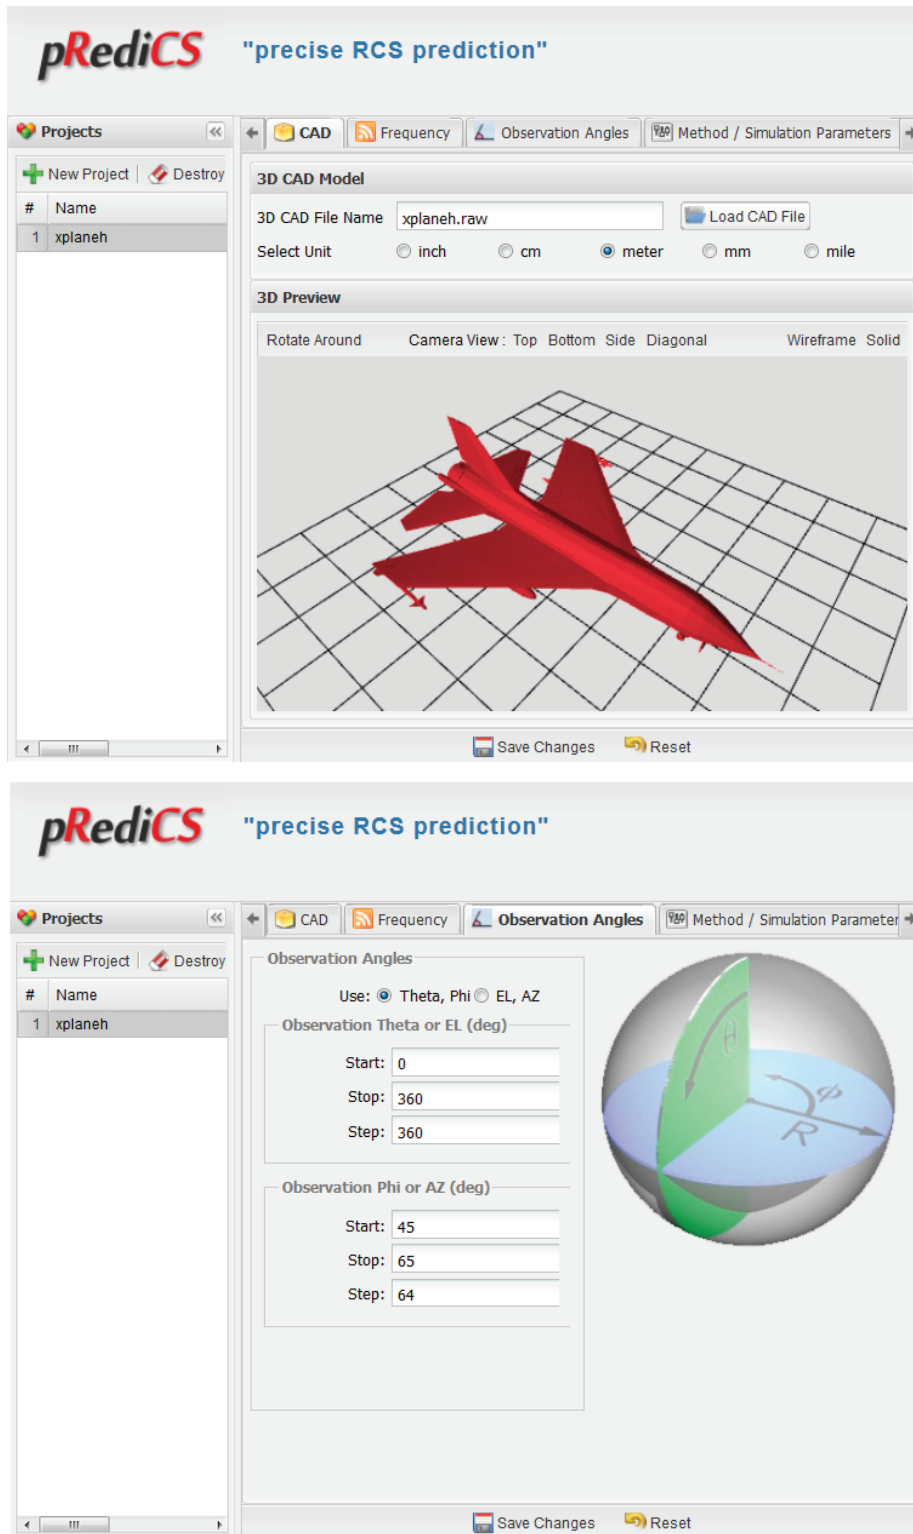 pRediCS "precise RCS prediction"
Projects
CAD Frequency Observation Angles Method / Simulation Parameters
New Project Destroy
# Name
1 xplaneh
3D CAD Model
3D CAD File Name xplaneh.raw Load CAD File
Select Unit inch cm meter mm mile
3D Preview
Rotate Around Camera View : Top Bottom Side Diagonal Wireframe Solid
Save Changes Reset
pRediCS "precise RCS prediction"
Projects
CAD Frequency Observation Angles Method / Simulation Parameter
New Project Destroy
# Name
1 xplaneh
Observation Angles
Use: Theta, Phi EL, AZ
Observation Theta or EL (deg)
Start: 0
Stop: 360
Step: 360
Observation Phi or AZ (deg)
Start: 45
Stop: 65
Step: 64
θ
ϕ
R
Save Changes Reset